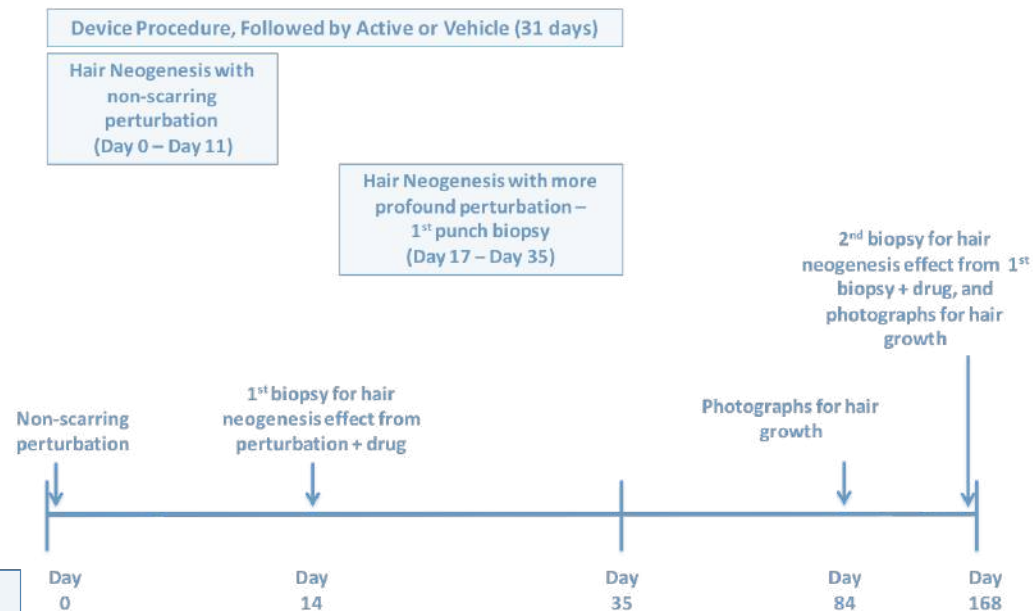 Device Procedure, Followed by Active or Vehicle (31 days)
Hair Neogenesis with
non-scarring
perturbation
(Day 0 – Day 11)
Hair Neogenesis with more
profound perturbation –
1st punch biopsy
(Day 17 – Day 35)
2nd biopsy for hair
neogenesis effect from 1st
biopsy + drug, and
photographs for hair
growth
1st biopsy for hair
neogenesis effect from
perturbation + drug
Non-scarring
perturbation
Photographs for hair
growth
Day
0
Day
14
Day
35
Day
84
Day
168